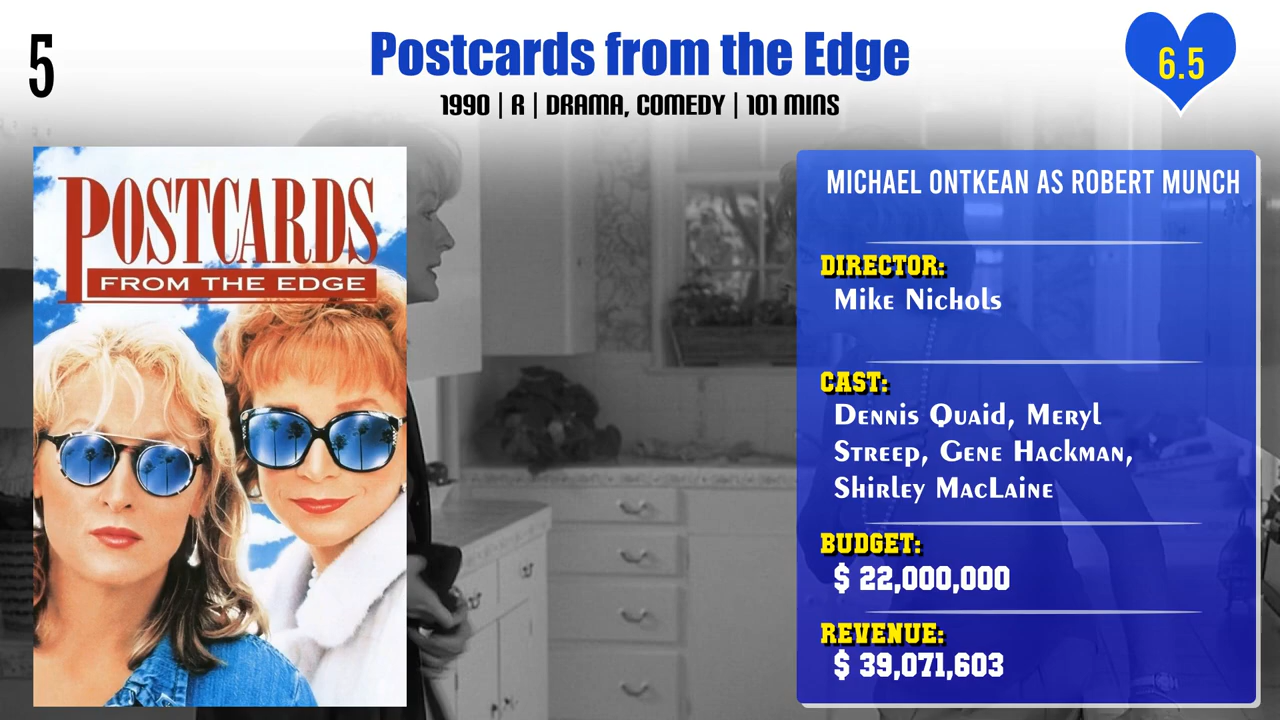 5
Postcards from the Edge
1990 | R | DRAMA, COMEDY | 101 MINS
6.5
POSTCARDS
FROM THE EDGE
MICHAEL ONTKEAN AS ROBERT MUNCH
DIRECTOR:
Mike Nichols
CAST:
Dennis Quaid, Meryl
Streep, Gene Hackman,
Shirley MacLaine
BUDGET:
$ 22,000,000
REVENUE:
$ 39,071,603